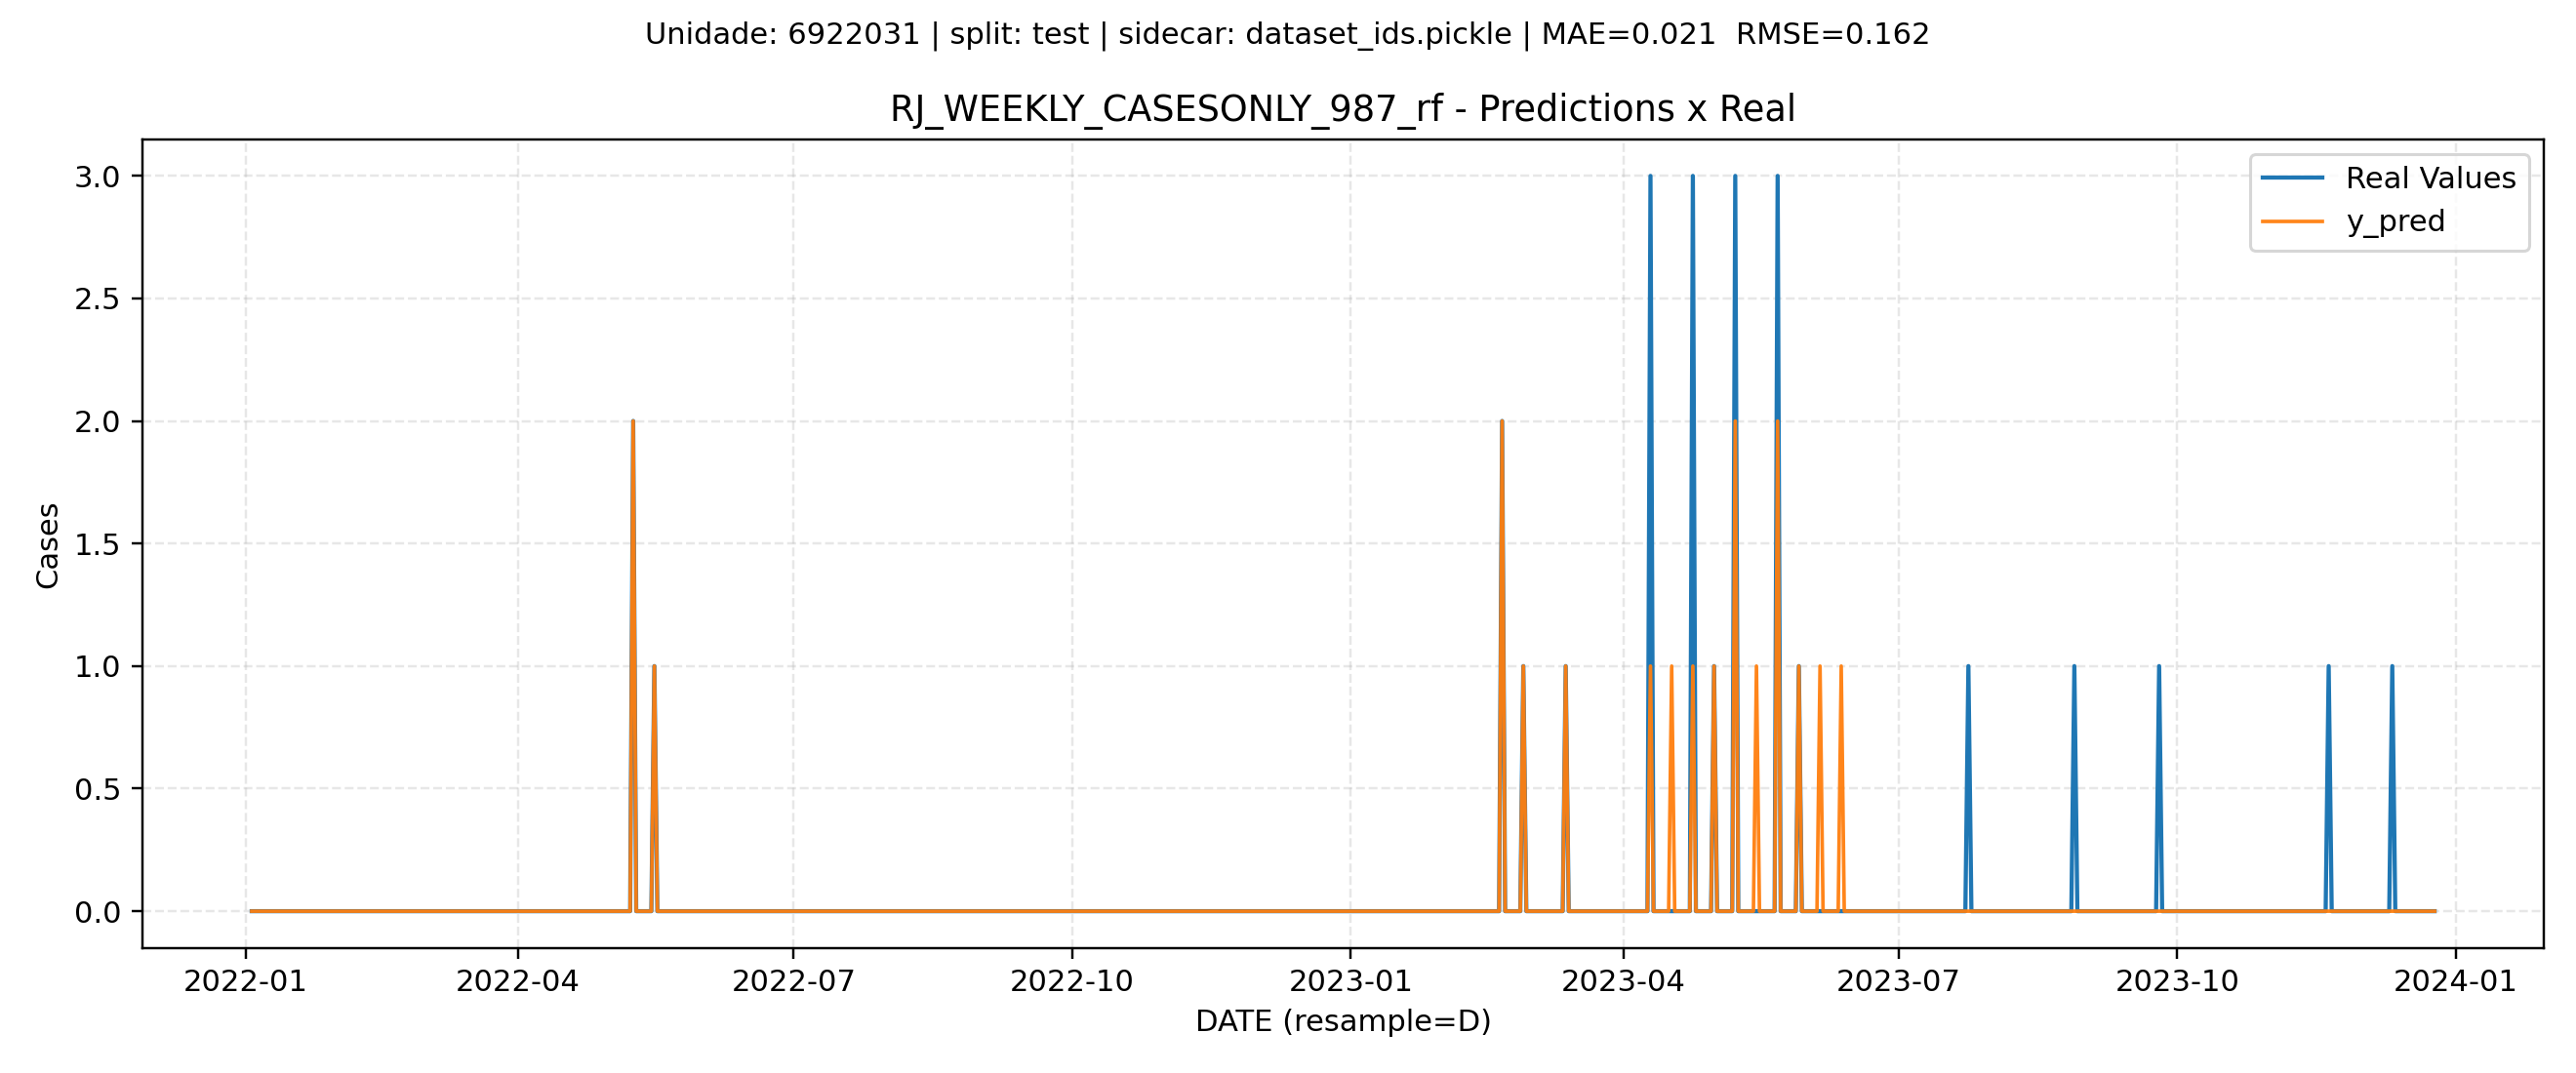 Unidade: 6922031 | split: test | sidecar: dataset_ids.pickle | MAE=0.021  RMSE=0.162
RJ_WEEKLY_CASESONLY_987_rf - Predictions x Real
Real Values
y_pred
Cases
3.0
2.5
2.0
1.5
1.0
0.5
0.0
2022-01
2022-04
2022-07
2022-10
2023-01
2023-04
2023-07
2023-10
2024-01
DATE (resample=D)